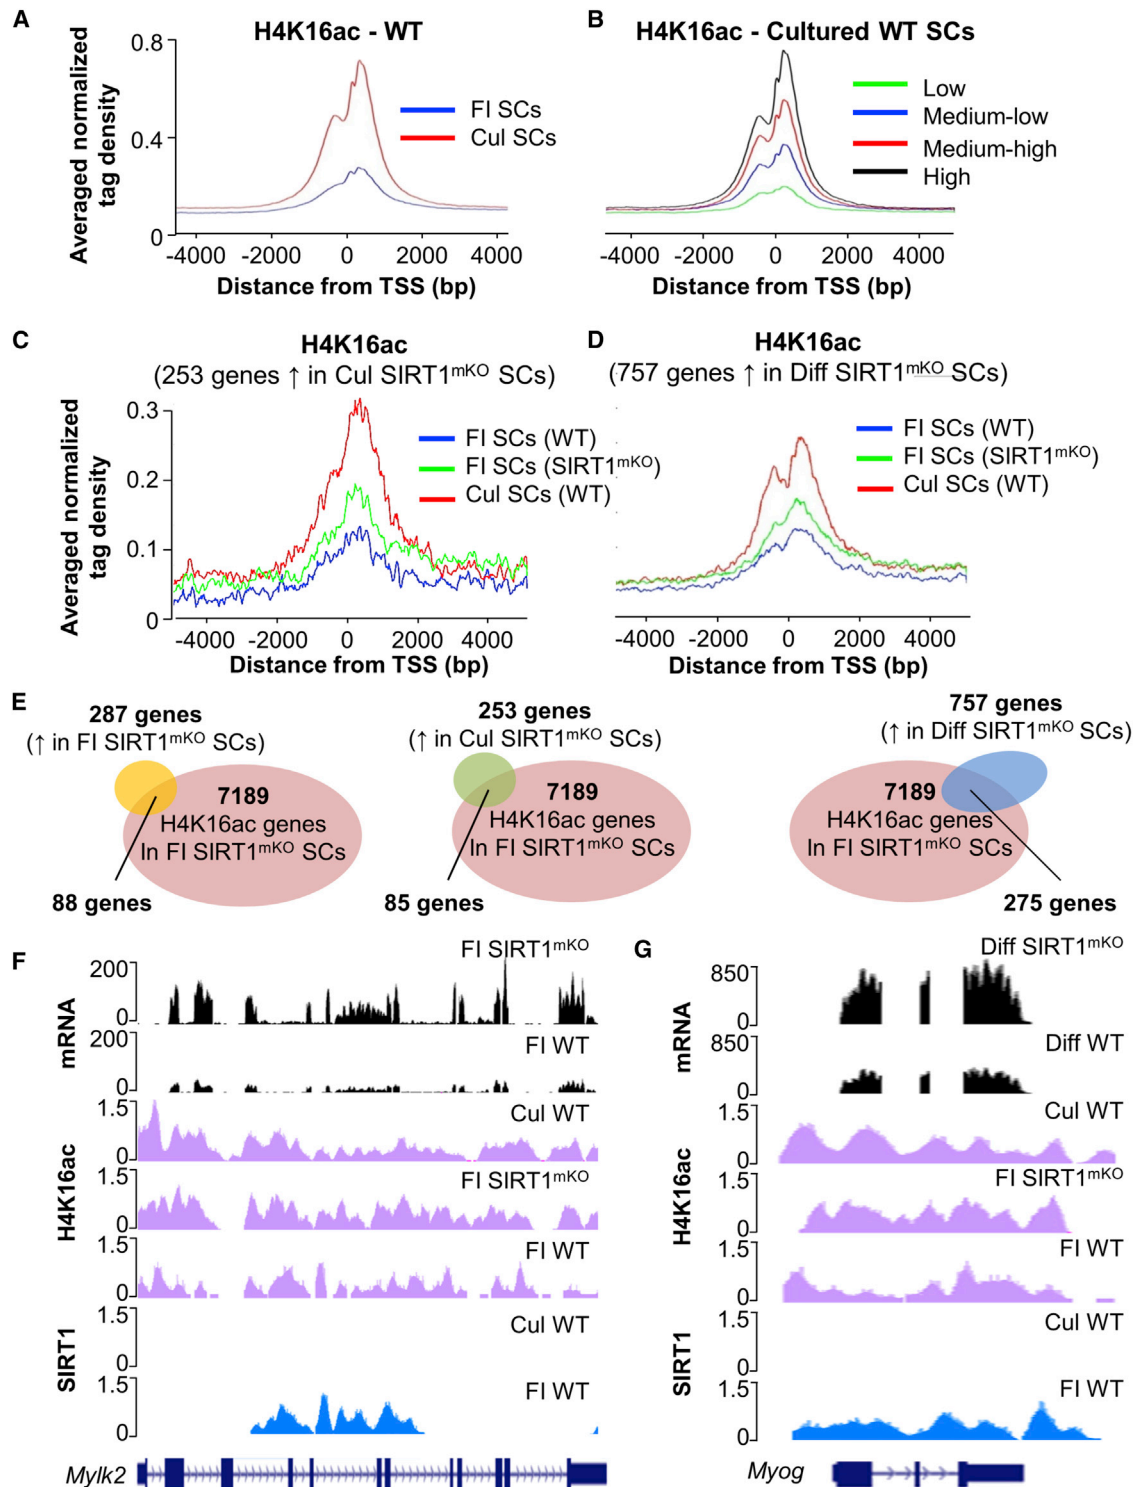 A
H4K16ac - WT
Averaged normalized
tag density
0.8
0.4
0
FI SCs
Cul SCs
-4000 -2000 0 2000 4000
Distance from TSS (bp)
B
H4K16ac - Cultured WT SCs
Low
Medium-low
Medium-high
High
-4000 -2000 0 2000 4000
Distance from TSS (bp)
C
H4K16ac
(253 genes ↑ in Cul SIRT1mKO SCs)
Averaged normalized
tag density
0.3
0.2
0.1
0
FI SCs (WT)
FI SCs (SIRT1mKO)
Cul SCs (WT)
-4000 -2000 0 2000 4000
Distance from TSS (bp)
D
H4K16ac
(757 genes ↑ in Diff SIRT1mKO SCs)
FI SCs (WT)
FI SCs (SIRT1mKO)
Cul SCs (WT)
-4000 -2000 0 2000 4000
Distance from TSS (bp)
E
287 genes
(↑ in FI SIRT1mKO SCs)
7189
H4K16ac genes
In FI SIRT1mKO SCs
88 genes
253 genes
(↑ in Cul SIRT1mKO SCs)
7189
H4K16ac genes
In FI SIRT1mKO SCs
85 genes
757 genes
(↑ in Diff SIRT1mKO SCs)
7189
H4K16ac genes
In FI SIRT1mKO SCs
275 genes
F
mRNA
FI SIRT1mKO
200
0
FI WT
200
0
H4K16ac
Cul WT
1.5
0
FI SIRT1mKO
1.5
0
FI WT
1.5
0
SIRT1
Cul WT
1.5
0
FI WT
1.5
0
Mylk2
G
mRNA
Diff SIRT1mKO
850
0
Diff WT
850
0
H4K16ac
Cul WT
1.5
0
FI SIRT1mKO
1.5
0
FI WT
1.5
0
SIRT1
Cul WT
1.5
0
FI WT
1.5
0
Myog